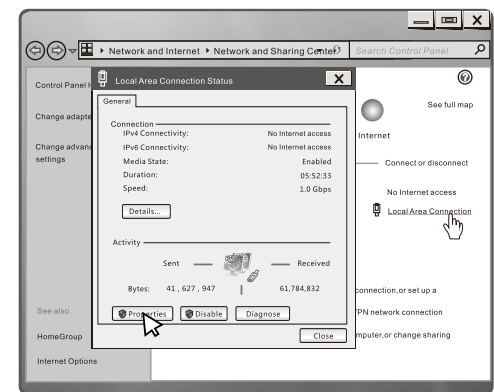 Network and Internet
Network and Sharing Center
Search Control Panel
Control Panel H
Change adapte
Change advanc
settings
See also
HomeGroup
Internet Options
Local Area Connection Status
X
General
Connection
IPv4 Connectivity: No Internet access
IPv6 Connectivity: No Internet access
Media State: Enabled
Duration: 05:52:33
Speed: 1.0 Gbps
Details...
Activity
Sent Received
Bytes: 41 , 627 , 947 61,784,832
Properties Disable Diagnose
Close
X
?
See full map
Internet
Connect or disconnect
No Internet access
Local Area Connection
connection,or set up a
PN network connection
mputer,or change sharing